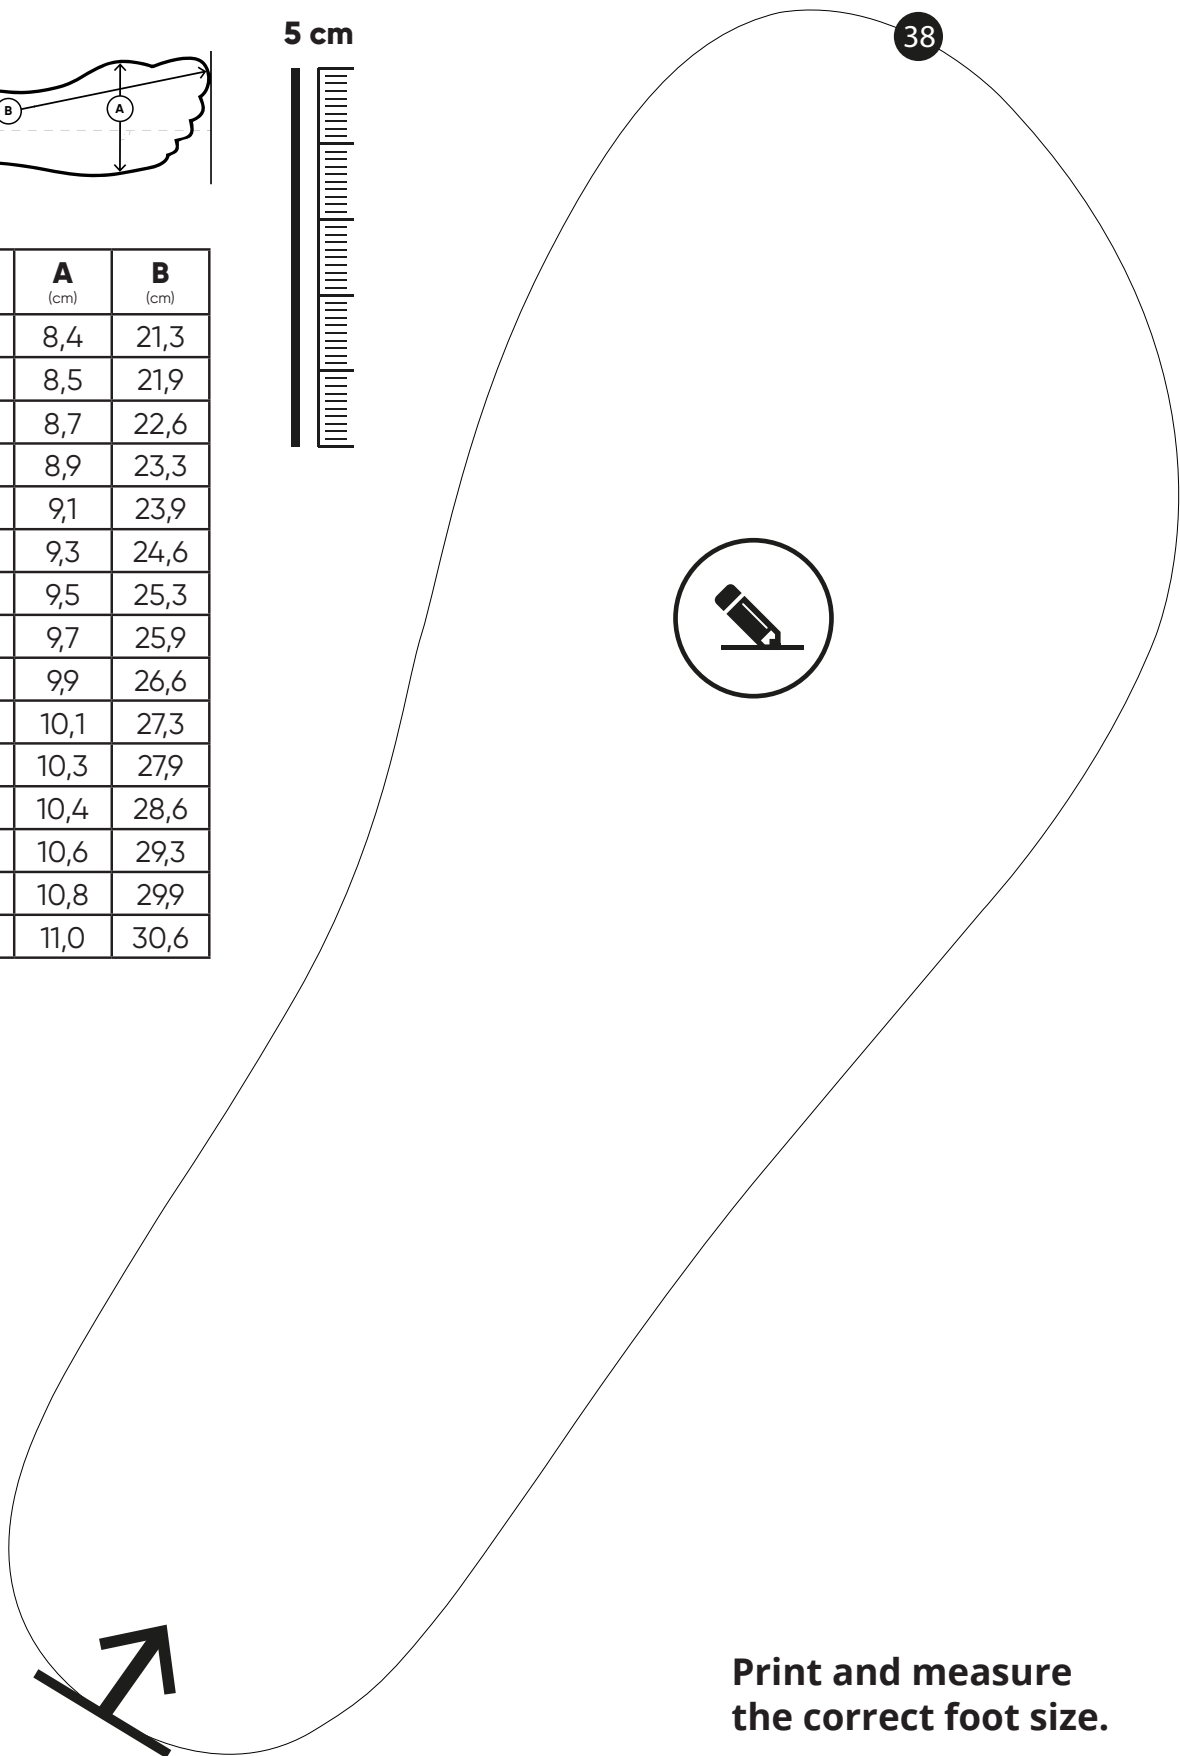 5 cm
38
B
A
A B
(cm) (cm)
8,4 21,3
8,5 21,9
8,7 22,6
8,9 23,3
9,1 23,9
9,3 24,6
9,5 25,3
9,7 25,9
9,9 26,6
10,1 27,3
10,3 27,9
10,4 28,6
10,6 29,3
10,8 29,9
11,0 30,6
Print and measure
the correct foot size.